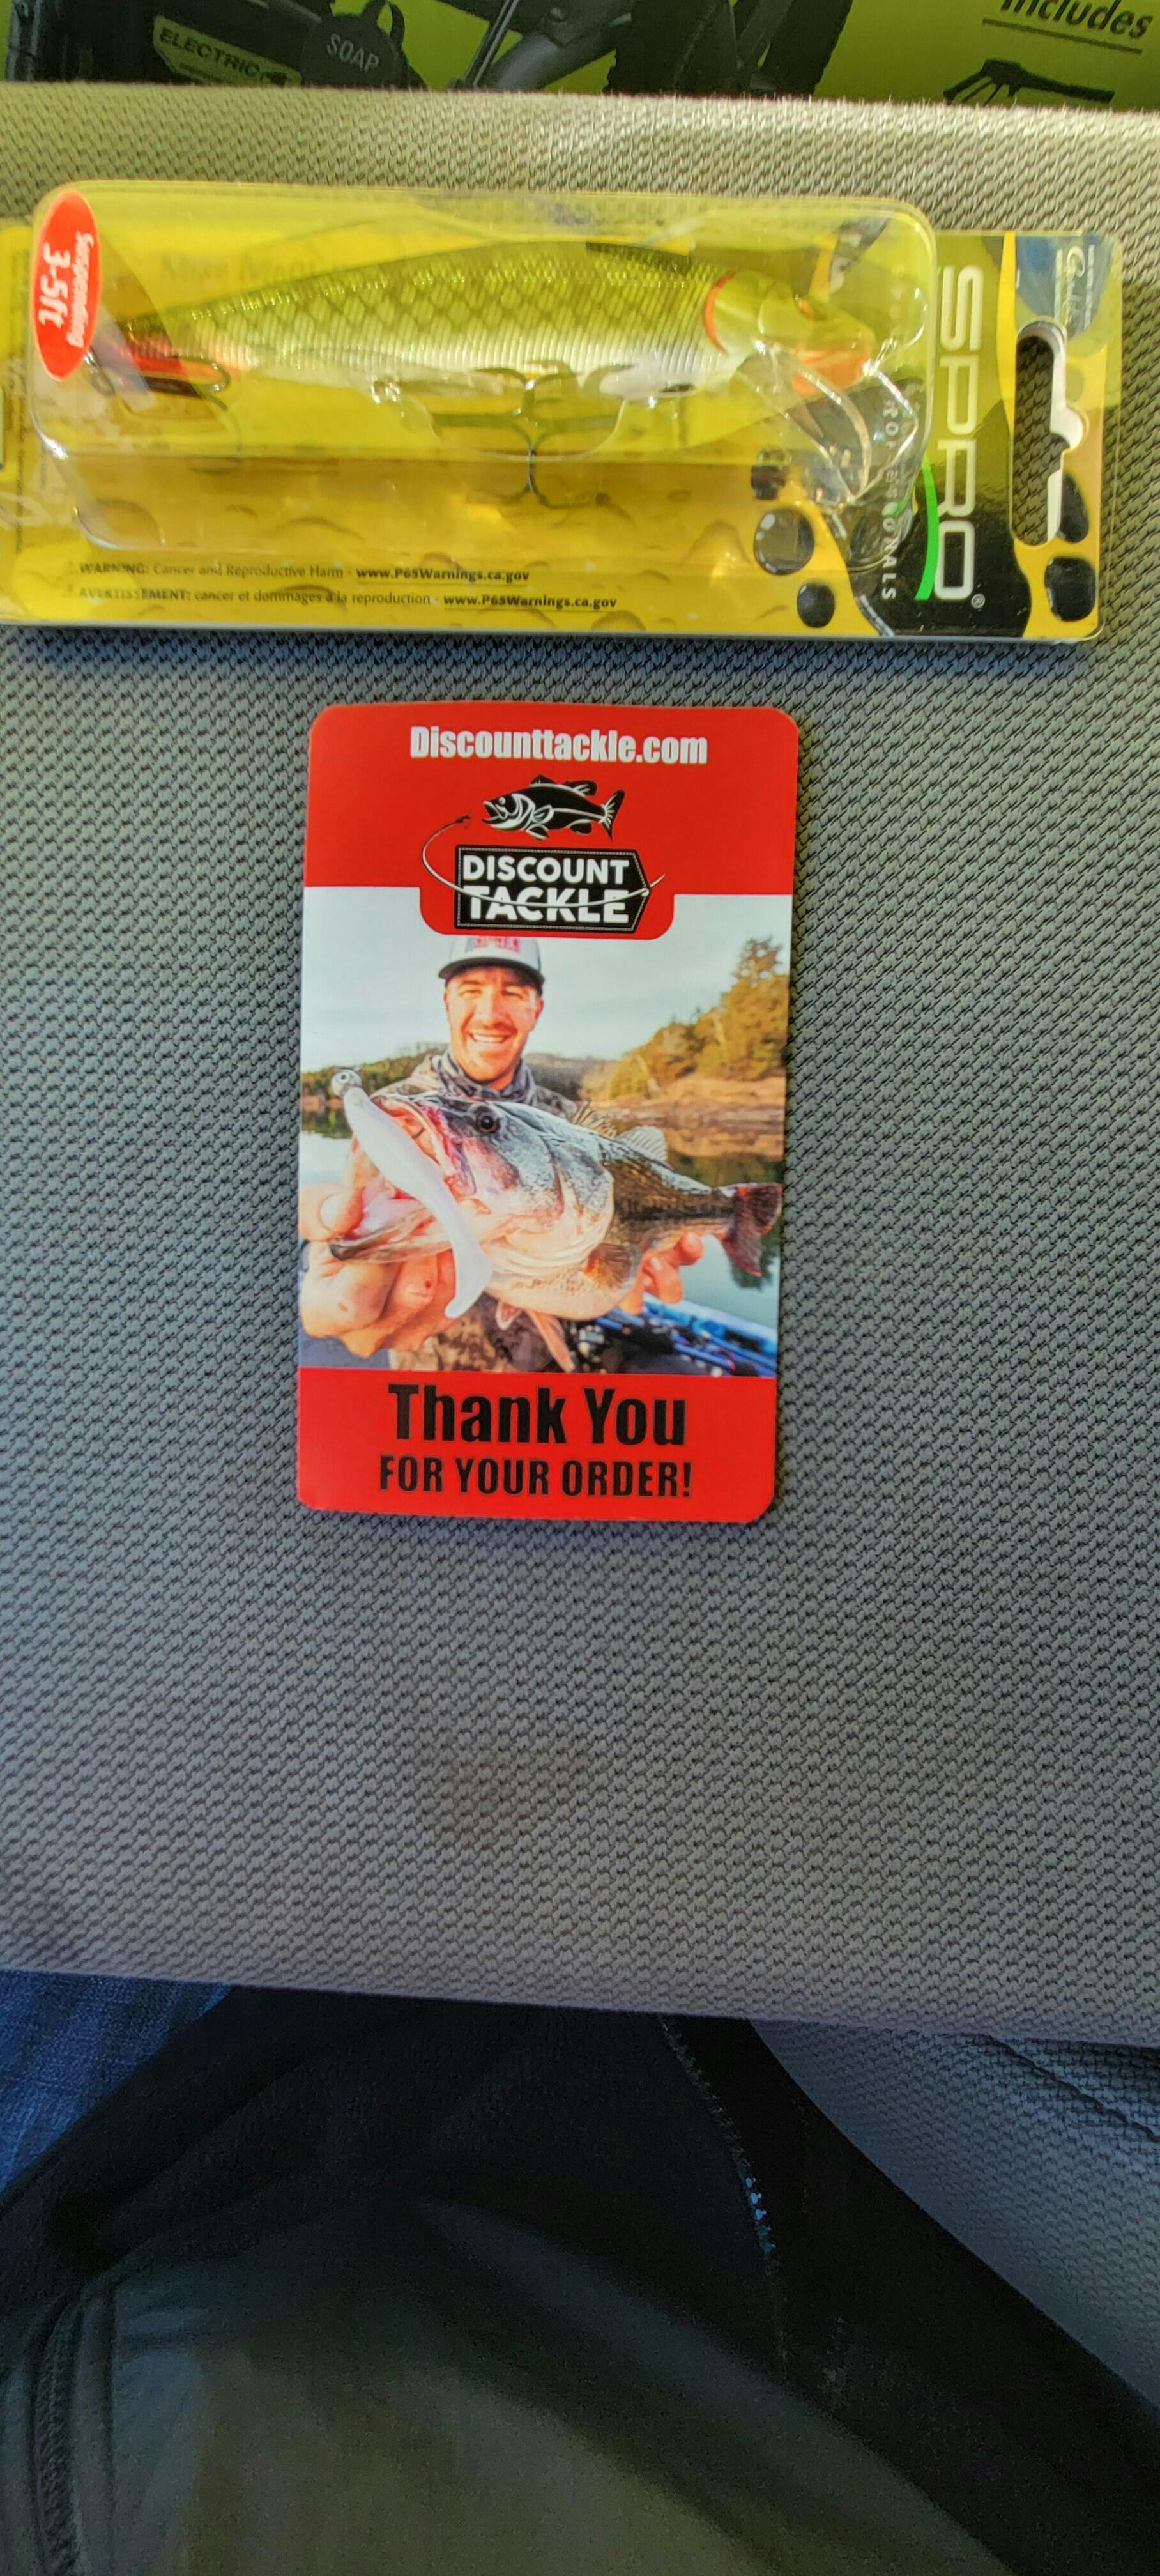 Includes
ELECTRIC
SOAP
Suspending
3-5ft
SPRO®
WARNING: Cancer and Reproductive Harm - www.P65Warnings.ca.gov
AVERTISSEMENT: cancer et dommages à la reproduction - www.P65Warnings.ca.gov
Discounttackle.com
DISCOUNT
TACKLE
Thank You
FOR YOUR ORDER!